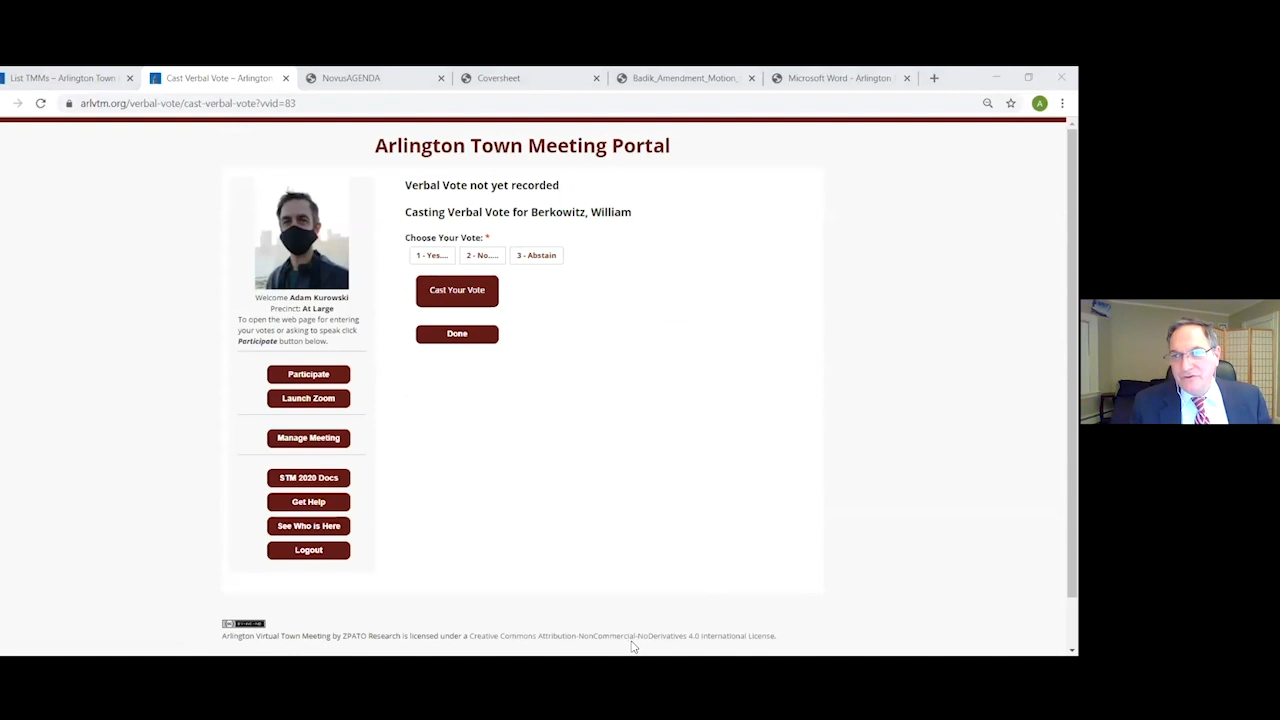 List TMMs – Arlington Town
Cast Verbal Vote – Arlington
NovusAGENDA
Coversheet
Badik_Amendment_Motion_
Microsoft Word - Arlington
arlvtm.org/verbal-vote/cast-verbal-vote?vvid=83
A
Arlington Town Meeting Portal
Verbal Vote not yet recorded
Casting Verbal Vote for Berkowitz, William
Choose Your Vote: *
1 - Yes....
2 - No.....
3 - Abstain
Cast Your Vote
Done
Welcome Adam Kurowski
Precinct: At Large
To open the web page for entering
your votes or asking to speak click
Participate button below.
Participate
Launch Zoom
Manage Meeting
STM 2020 Docs
Get Help
See Who is Here
Logout
Arlington Virtual Town Meeting by ZPATO Research is licensed under a Creative Commons Attribution-NonCommercial-NoDerivatives 4.0 International License.